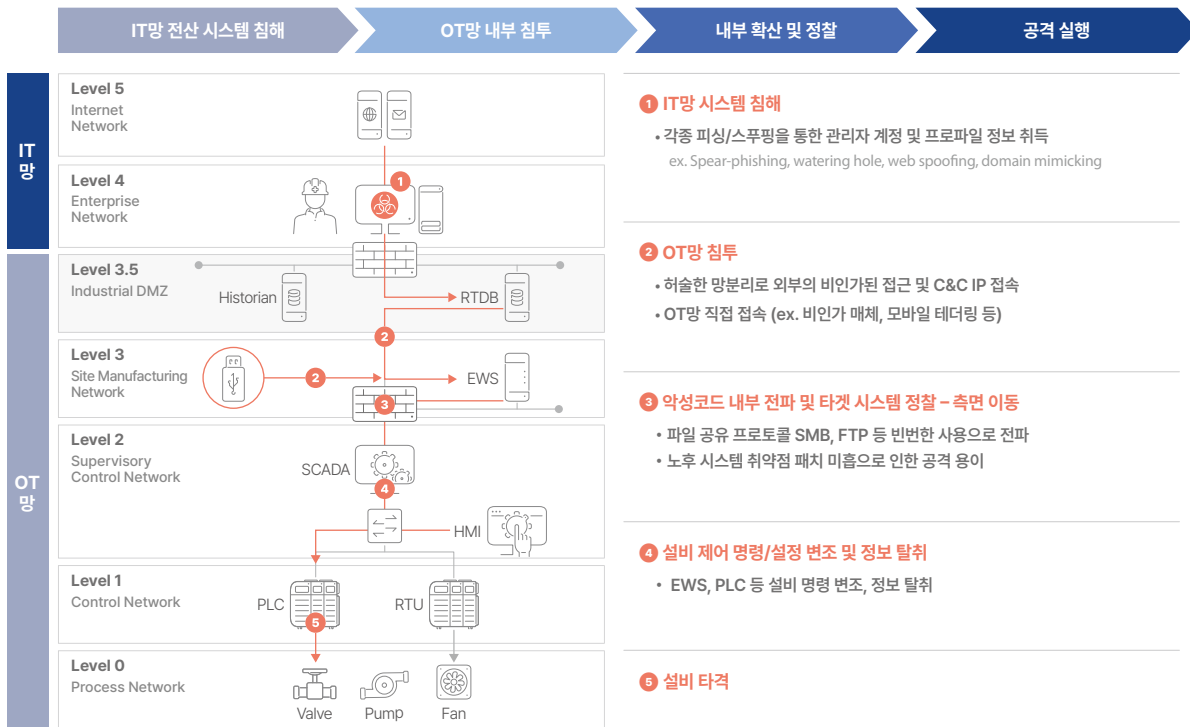 IT망 전산 시스템 침해
OT망 내부 침투
내부 확산 및 정찰
공격 실행
IT
망
Level 5
Internet
Network
Level 4
Enterprise
Network
1
OT
망
Level 3.5
Industrial DMZ
Historian
RTDB
2
Level 3
Site Manufacturing
Network
2
EWS
3
Level 2
Supervisory
Control Network
SCADA
4
HMI
Level 1
Control Network
PLC
RTU
5
Level 0
Process Network
Valve
Pump
Fan
1 IT망 시스템 침해
• 각종 피싱/스푸핑을 통한 관리자 계정 및 프로파일 정보 취득
ex. Spear-phishing, watering hole, web spoofing, domain mimicking
2 OT망 침투
• 허술한 망분리로 외부의 비인가된 접근 및 C&C IP 접속
• OT망 직접 접속 (ex. 비인가 매체, 모바일 테더링 등)
3 악성코드 내부 전파 및 타겟 시스템 정찰 – 측면 이동
• 파일 공유 프로토콜 SMB, FTP 등 빈번한 사용으로 전파
• 노후 시스템 취약점 패치 미흡으로 인한 공격 용이
4 설비 제어 명령/설정 변조 및 정보 탈취
• EWS, PLC 등 설비 명령 변조, 정보 탈취
5 설비 타격